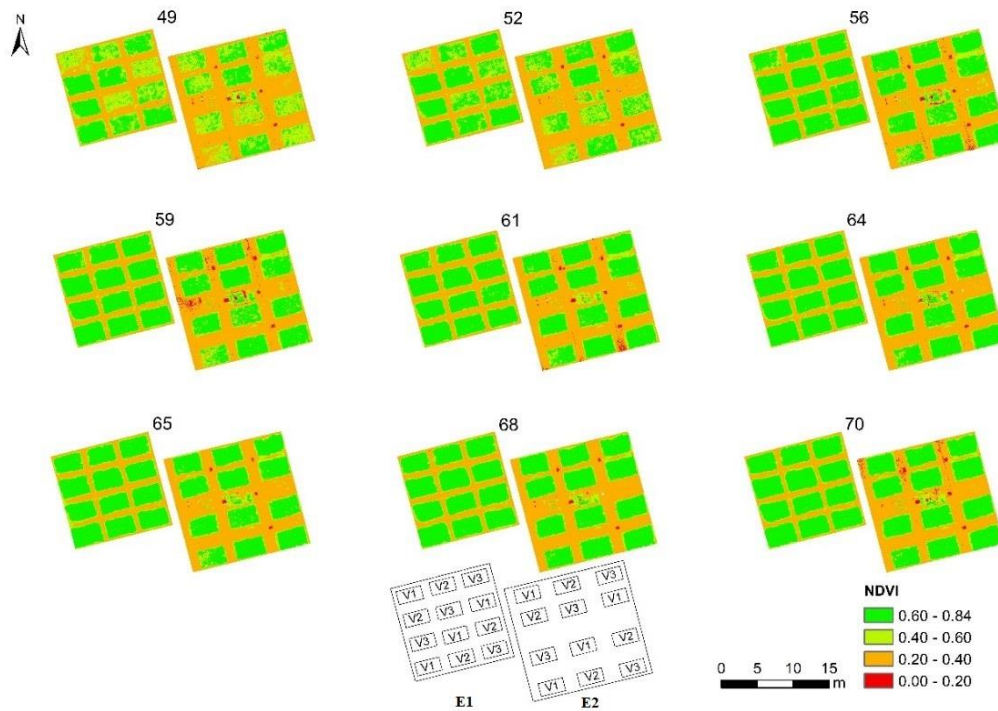 N
49
52
56
59
61
64
65
68
70
V1 V2 V3
V2 V3 V1
V3 V1 V2
V1 V2 V3
E1
V1 V2 V3
V2 V3 V1
V3 V1 V2
V1 V2 V3
E2
NDVI
0.60 - 0.84
0.40 - 0.60
0.20 - 0.40
0.00 - 0.20
0 5 10 15
m